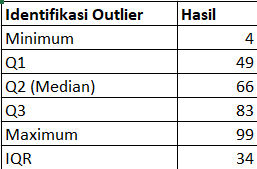 Identifikasi Outlier Hasil
Minimum 4
Q1 49
Q2 (Median) 66
Q3 83
Maximum 99
IQR 34